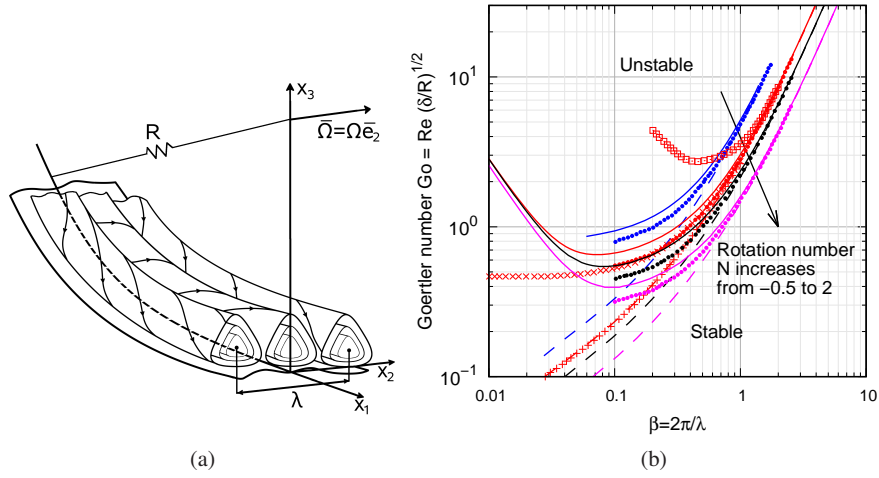 x₃
R
Ω̄=Ωē₂
x₂
λ
x₁
(a)
Goertler number Go = Re (δ/R)^1/2
10^1
10^0
10^-1
Unstable
Rotation number
N increases
from −0.5 to 2
Stable
0.01
0.1
1
10
β=2π/λ
(b)